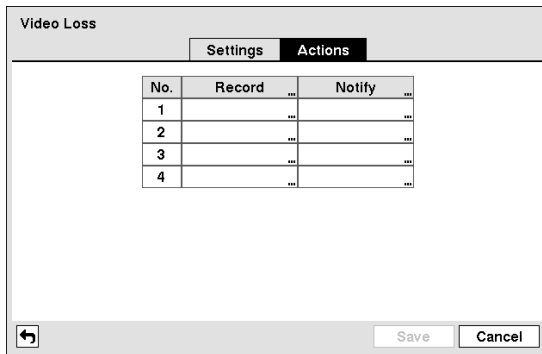 Video Loss
Settings Actions
No. Record ... Notify ...
1 ... ...
2 ... ...
3 ... ...
4 ... ...
Save Cancel